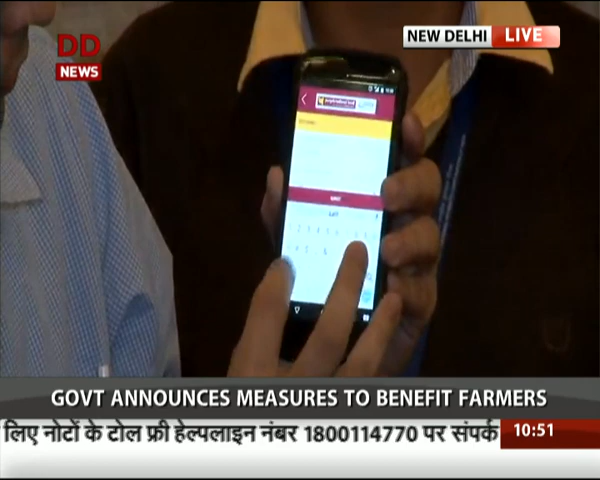 DD
NEWS
NEW DELHI LIVE
GOVT ANNOUNCES MEASURES TO BENEFIT FARMERS
लिए नोटों के टोल फ्री हेल्पलाइन नंबर 1800114770 पर संपर्क
10:51